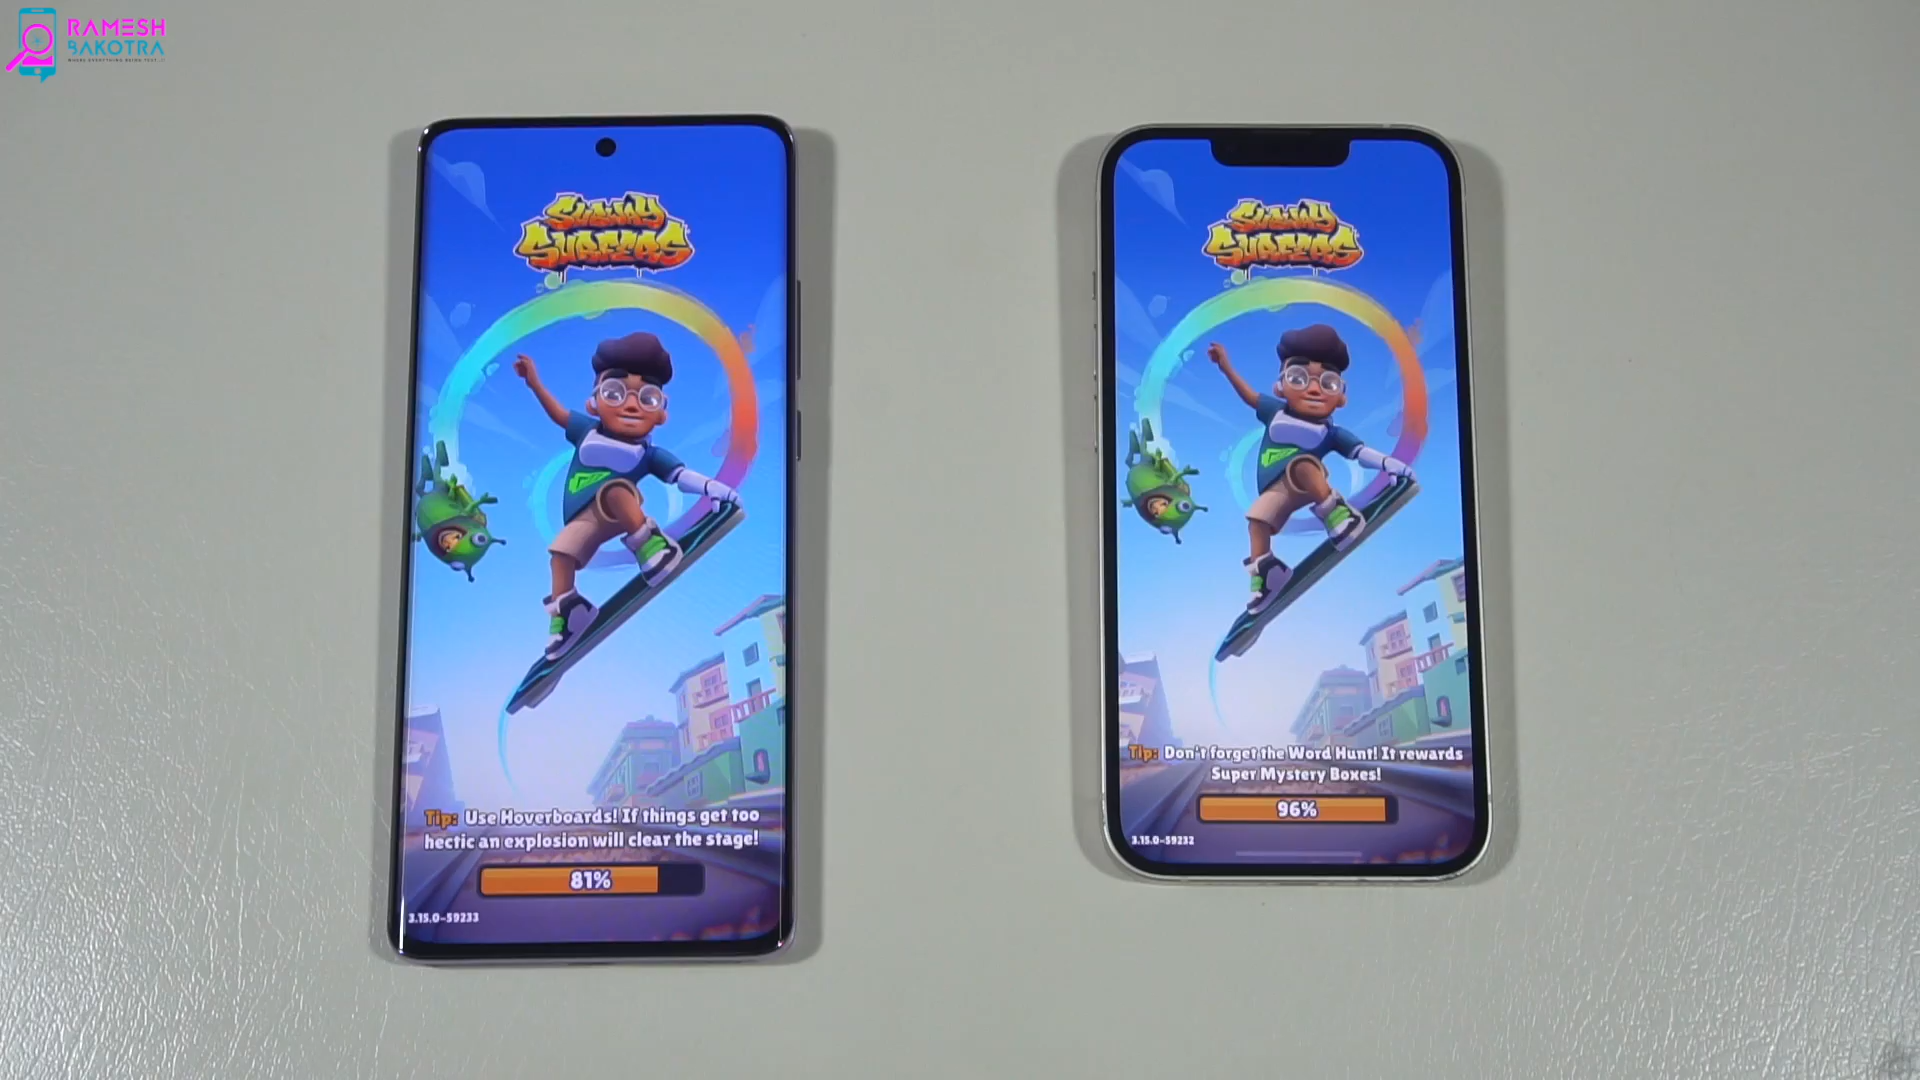 RAMESH
BAKOTRA
SUBWAY
SURFERS
Tip: Use Hoverboards! If things get too
hectic an explosion will clear the stage!
81%
3.15.0-59233
SUBWAY
SURFERS
Tip: Don't forget the Word Hunt! It rewards
Super Mystery Boxes!
96%
3.15.0-59232